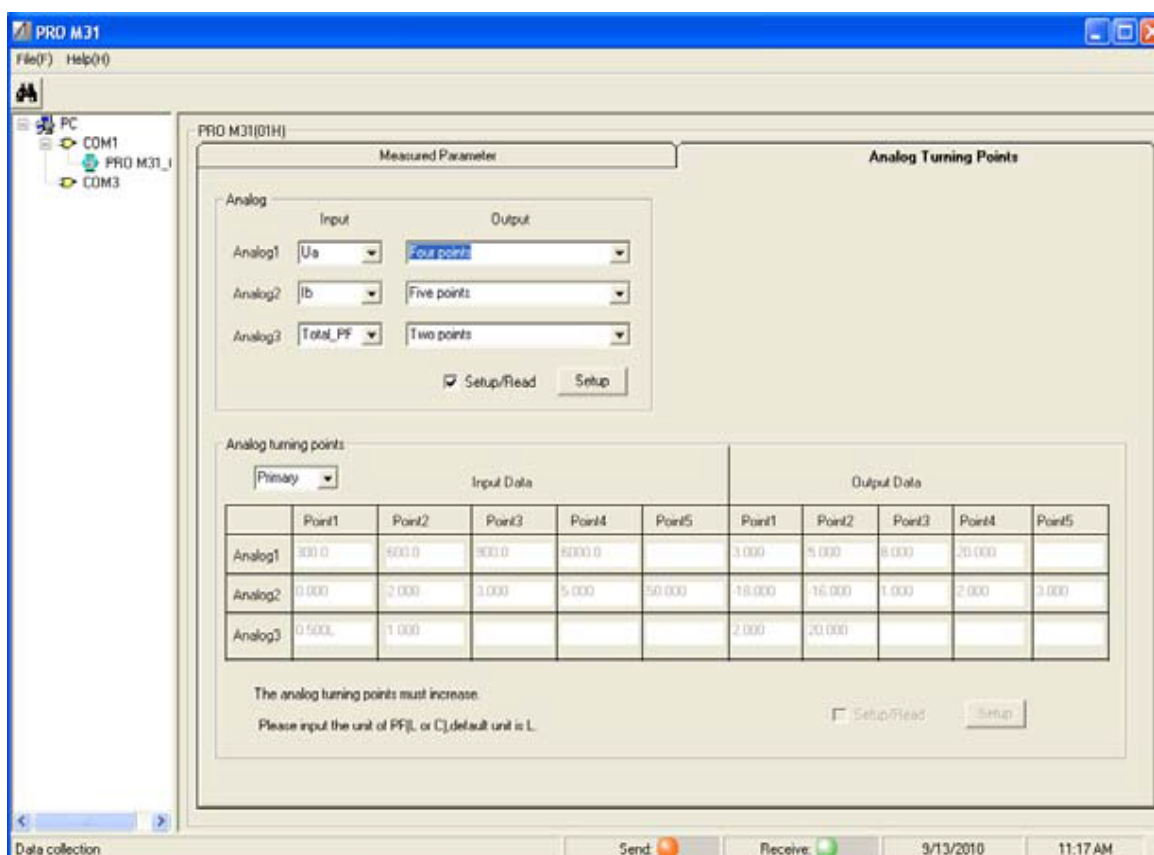 PRO M31
File(F) Help(H)
PC
COM1
PRO M31_(
COM3
PRO M31(01H)
Measured Parameter
Analog Turning Points
Analog
Input Output
Analog1 Ua Four points
Analog2 Ib Five points
Analog3 Total_PF Two points
Setup/Read Setup
Analog turning points
Primary Input Data Output Data
Point1 Point2 Point3 Point4 Point5 Point1 Point2 Point3 Point4 Point5
Analog1 300.0 600.0 900.0 6000.0 3.000 5.000 8.000 20.000
Analog2 0.000 2.000 3.000 5.000 50.000 -18.000 -16.000 1.000 2.000 3.000
Analog3 0.500L 1.000 2.000 20.000
The analog turning points must increase.
Please input the unit of PF(L or C),default unit is L.
Setup/Read Setup
Data collection Send: Receive: 9/13/2010 11:17 AM